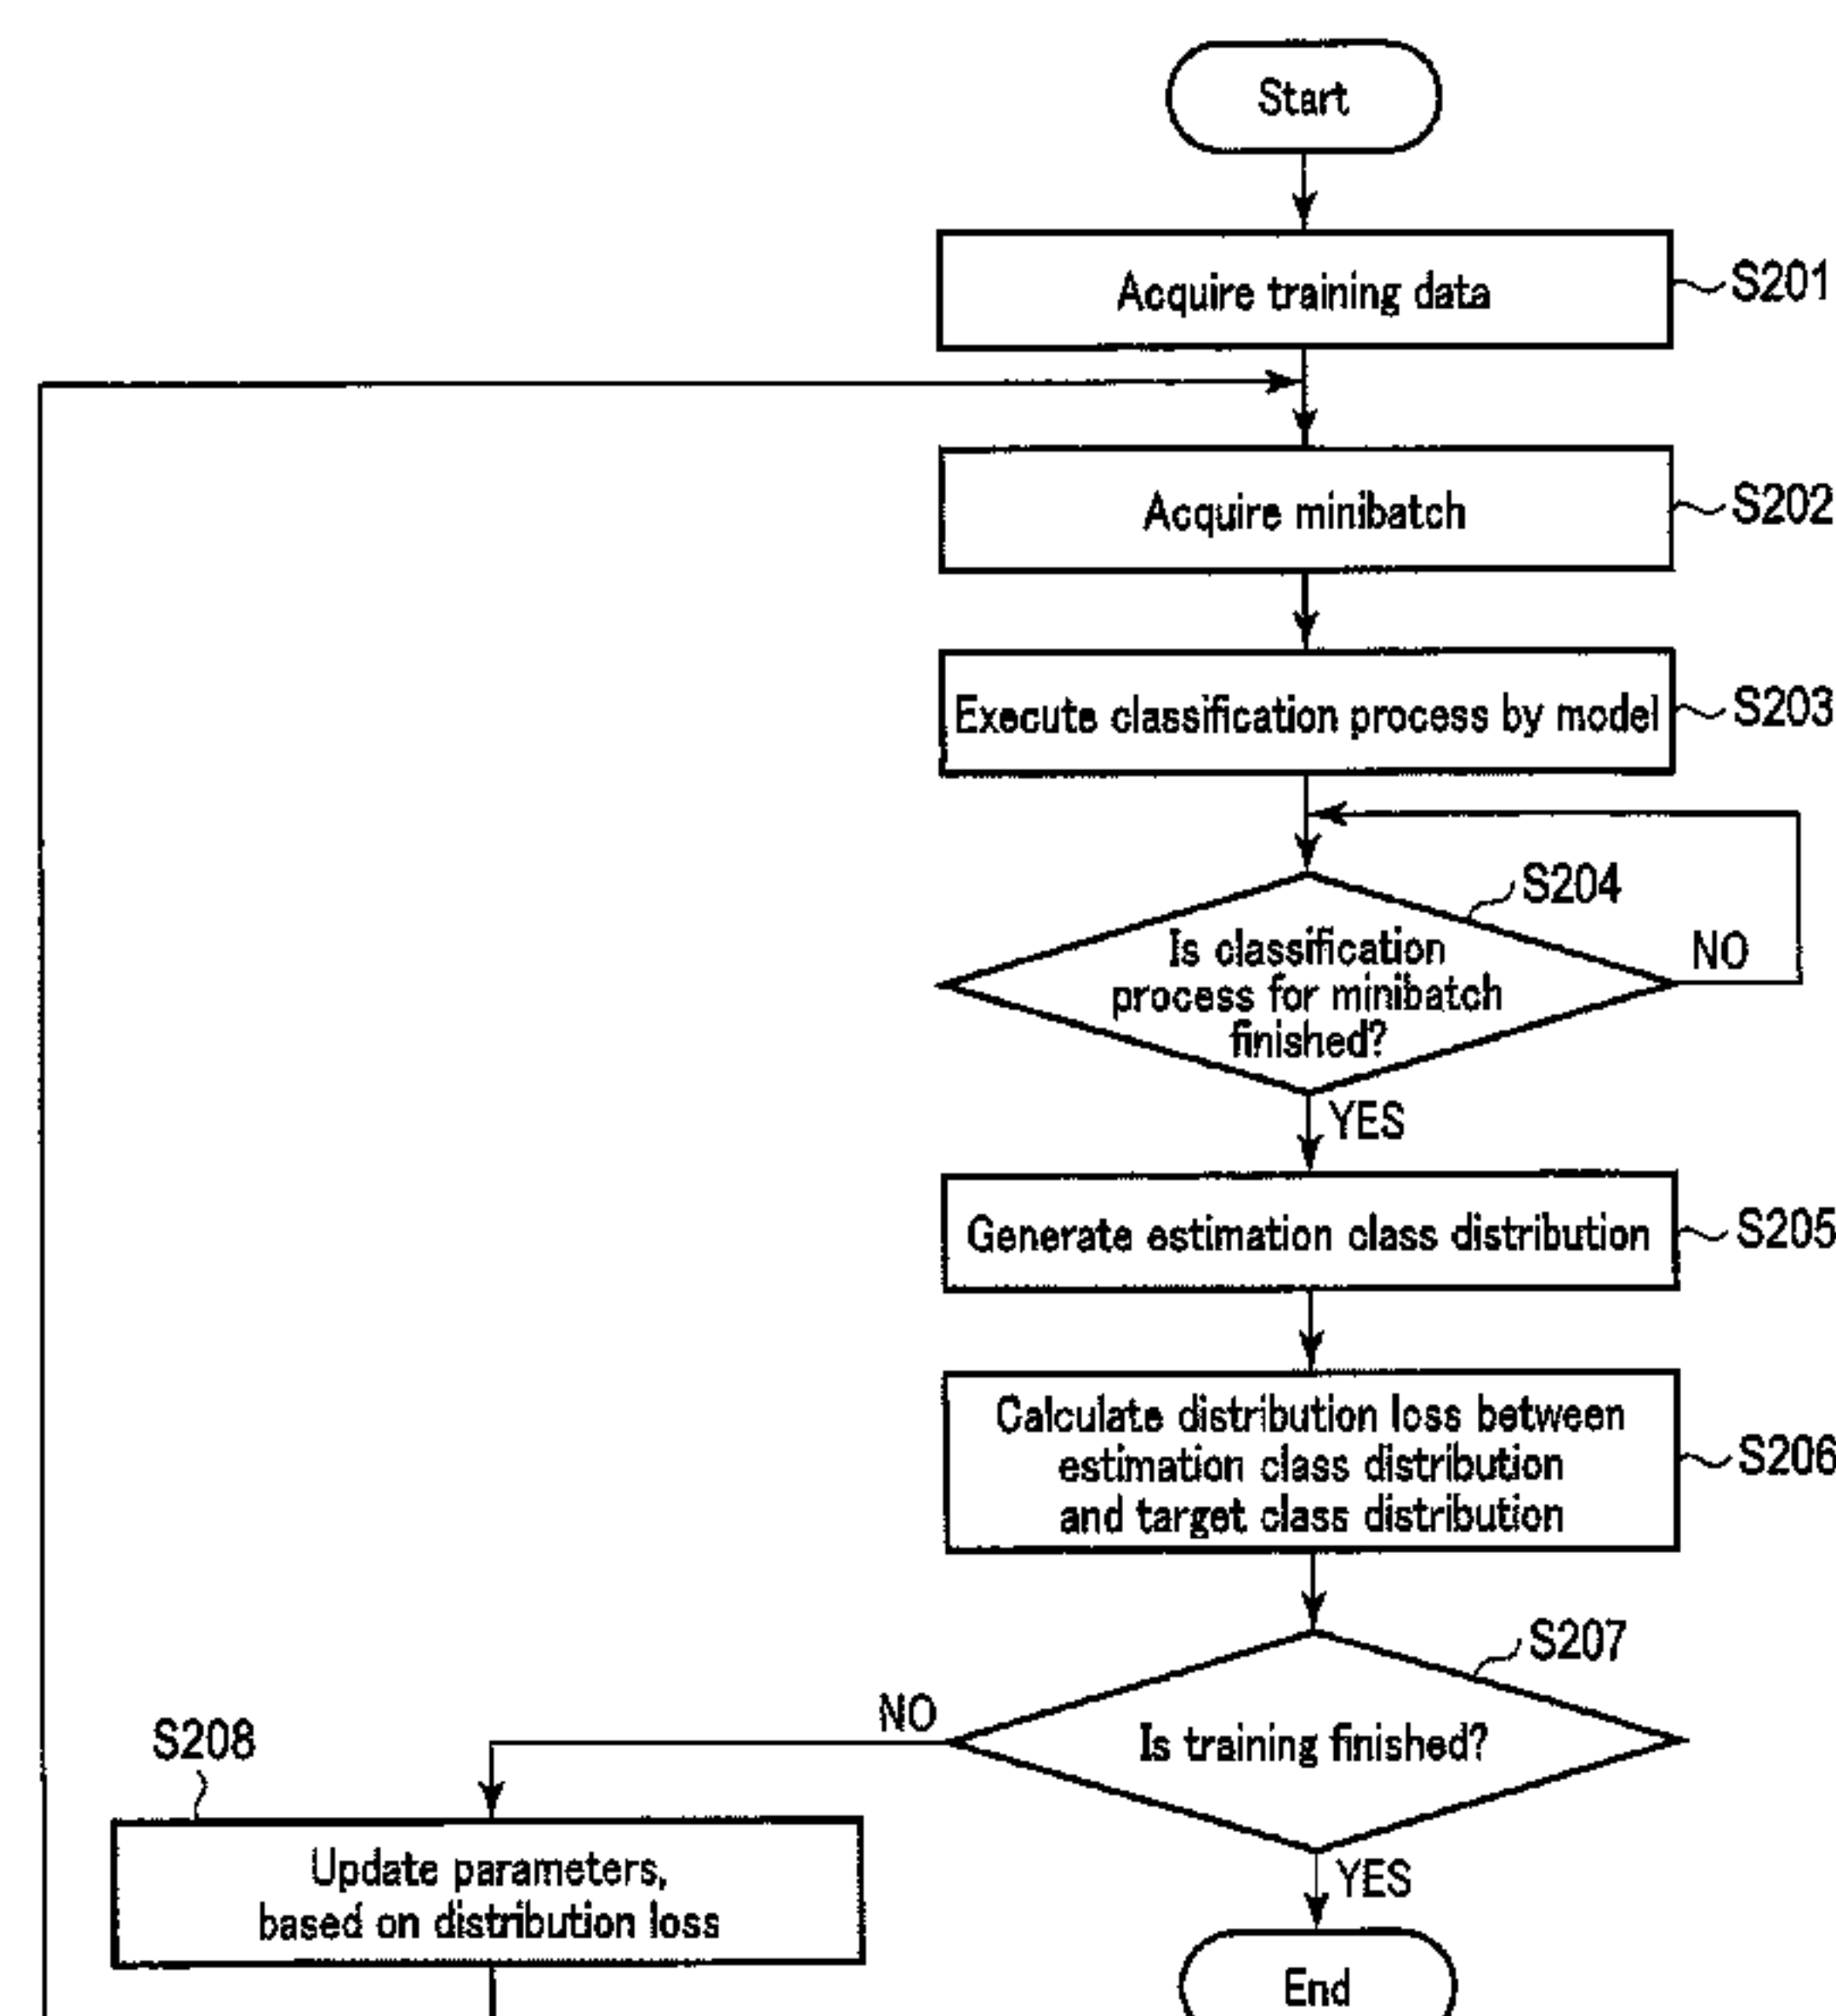 Start
Acquire training data
S201
Acquire minibatch
S202
Execute classification process by model
S203
S204
Is classification
process for minibatch
finished?
NO
YES
Generate estimation class distribution
S205
Calculate distribution loss between
estimation class distribution
and target class distribution
S206
S207
Is training finished?
NO
S208
Update parameters,
based on distribution loss
YES
End